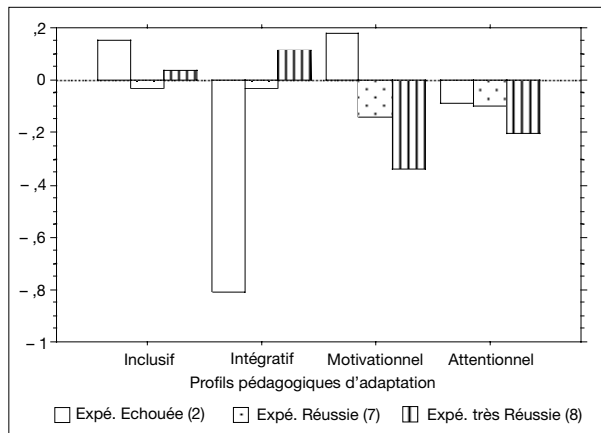 ,2
0
– ,2
– ,4
– ,6
– ,8
– 1
Inclusif Intégratif Motivationnel Attentionnel
Profils pédagogiques d’adaptation
Expé. Echouée (2) Expé. Réussie (7) Expé. très Réussie (8)